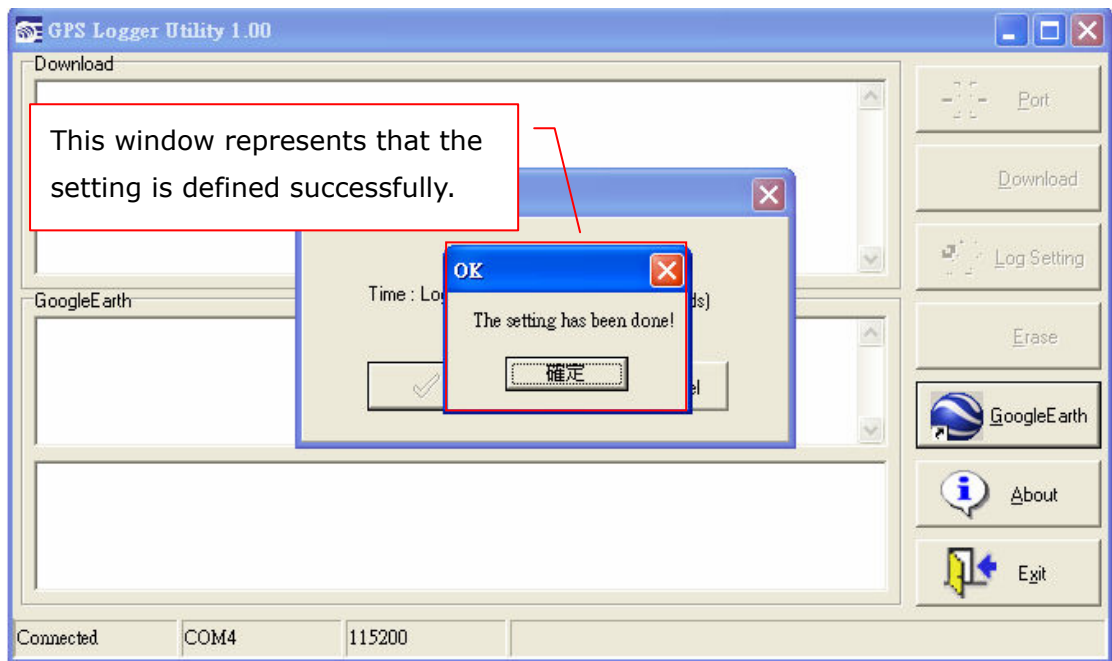 GPS Logger Utility 1.00
Download
This window represents that the
setting is defined successfully.
Time : Lo
ds)
OK
The setting has been done!
確定
el
GoogleEarth
Port
Download
Log Setting
Erase
GoogleEarth
About
Exit
Connected
COM4
115200